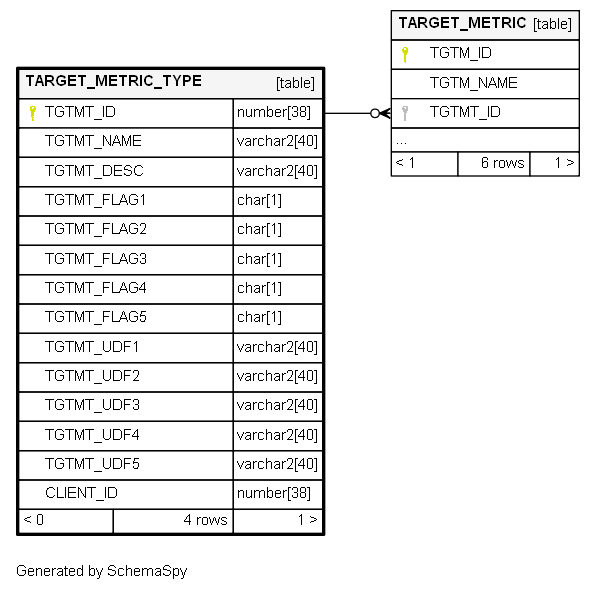 TARGET_METRIC_TYPE [table]
TGTMT_ID number[38]
TGTMT_NAME varchar2[40]
TGTMT_DESC varchar2[40]
TGTMT_FLAG1 char[1]
TGTMT_FLAG2 char[1]
TGTMT_FLAG3 char[1]
TGTMT_FLAG4 char[1]
TGTMT_FLAG5 char[1]
TGTMT_UDF1 varchar2[40]
TGTMT_UDF2 varchar2[40]
TGTMT_UDF3 varchar2[40]
TGTMT_UDF4 varchar2[40]
TGTMT_UDF5 varchar2[40]
CLIENT_ID number[38]
< 0 4 rows 1 >
TARGET_METRIC [table]
TGTM_ID
TGTM_NAME
TGTMT_ID
...
< 1 6 rows 1 >
Generated by SchemaSpy